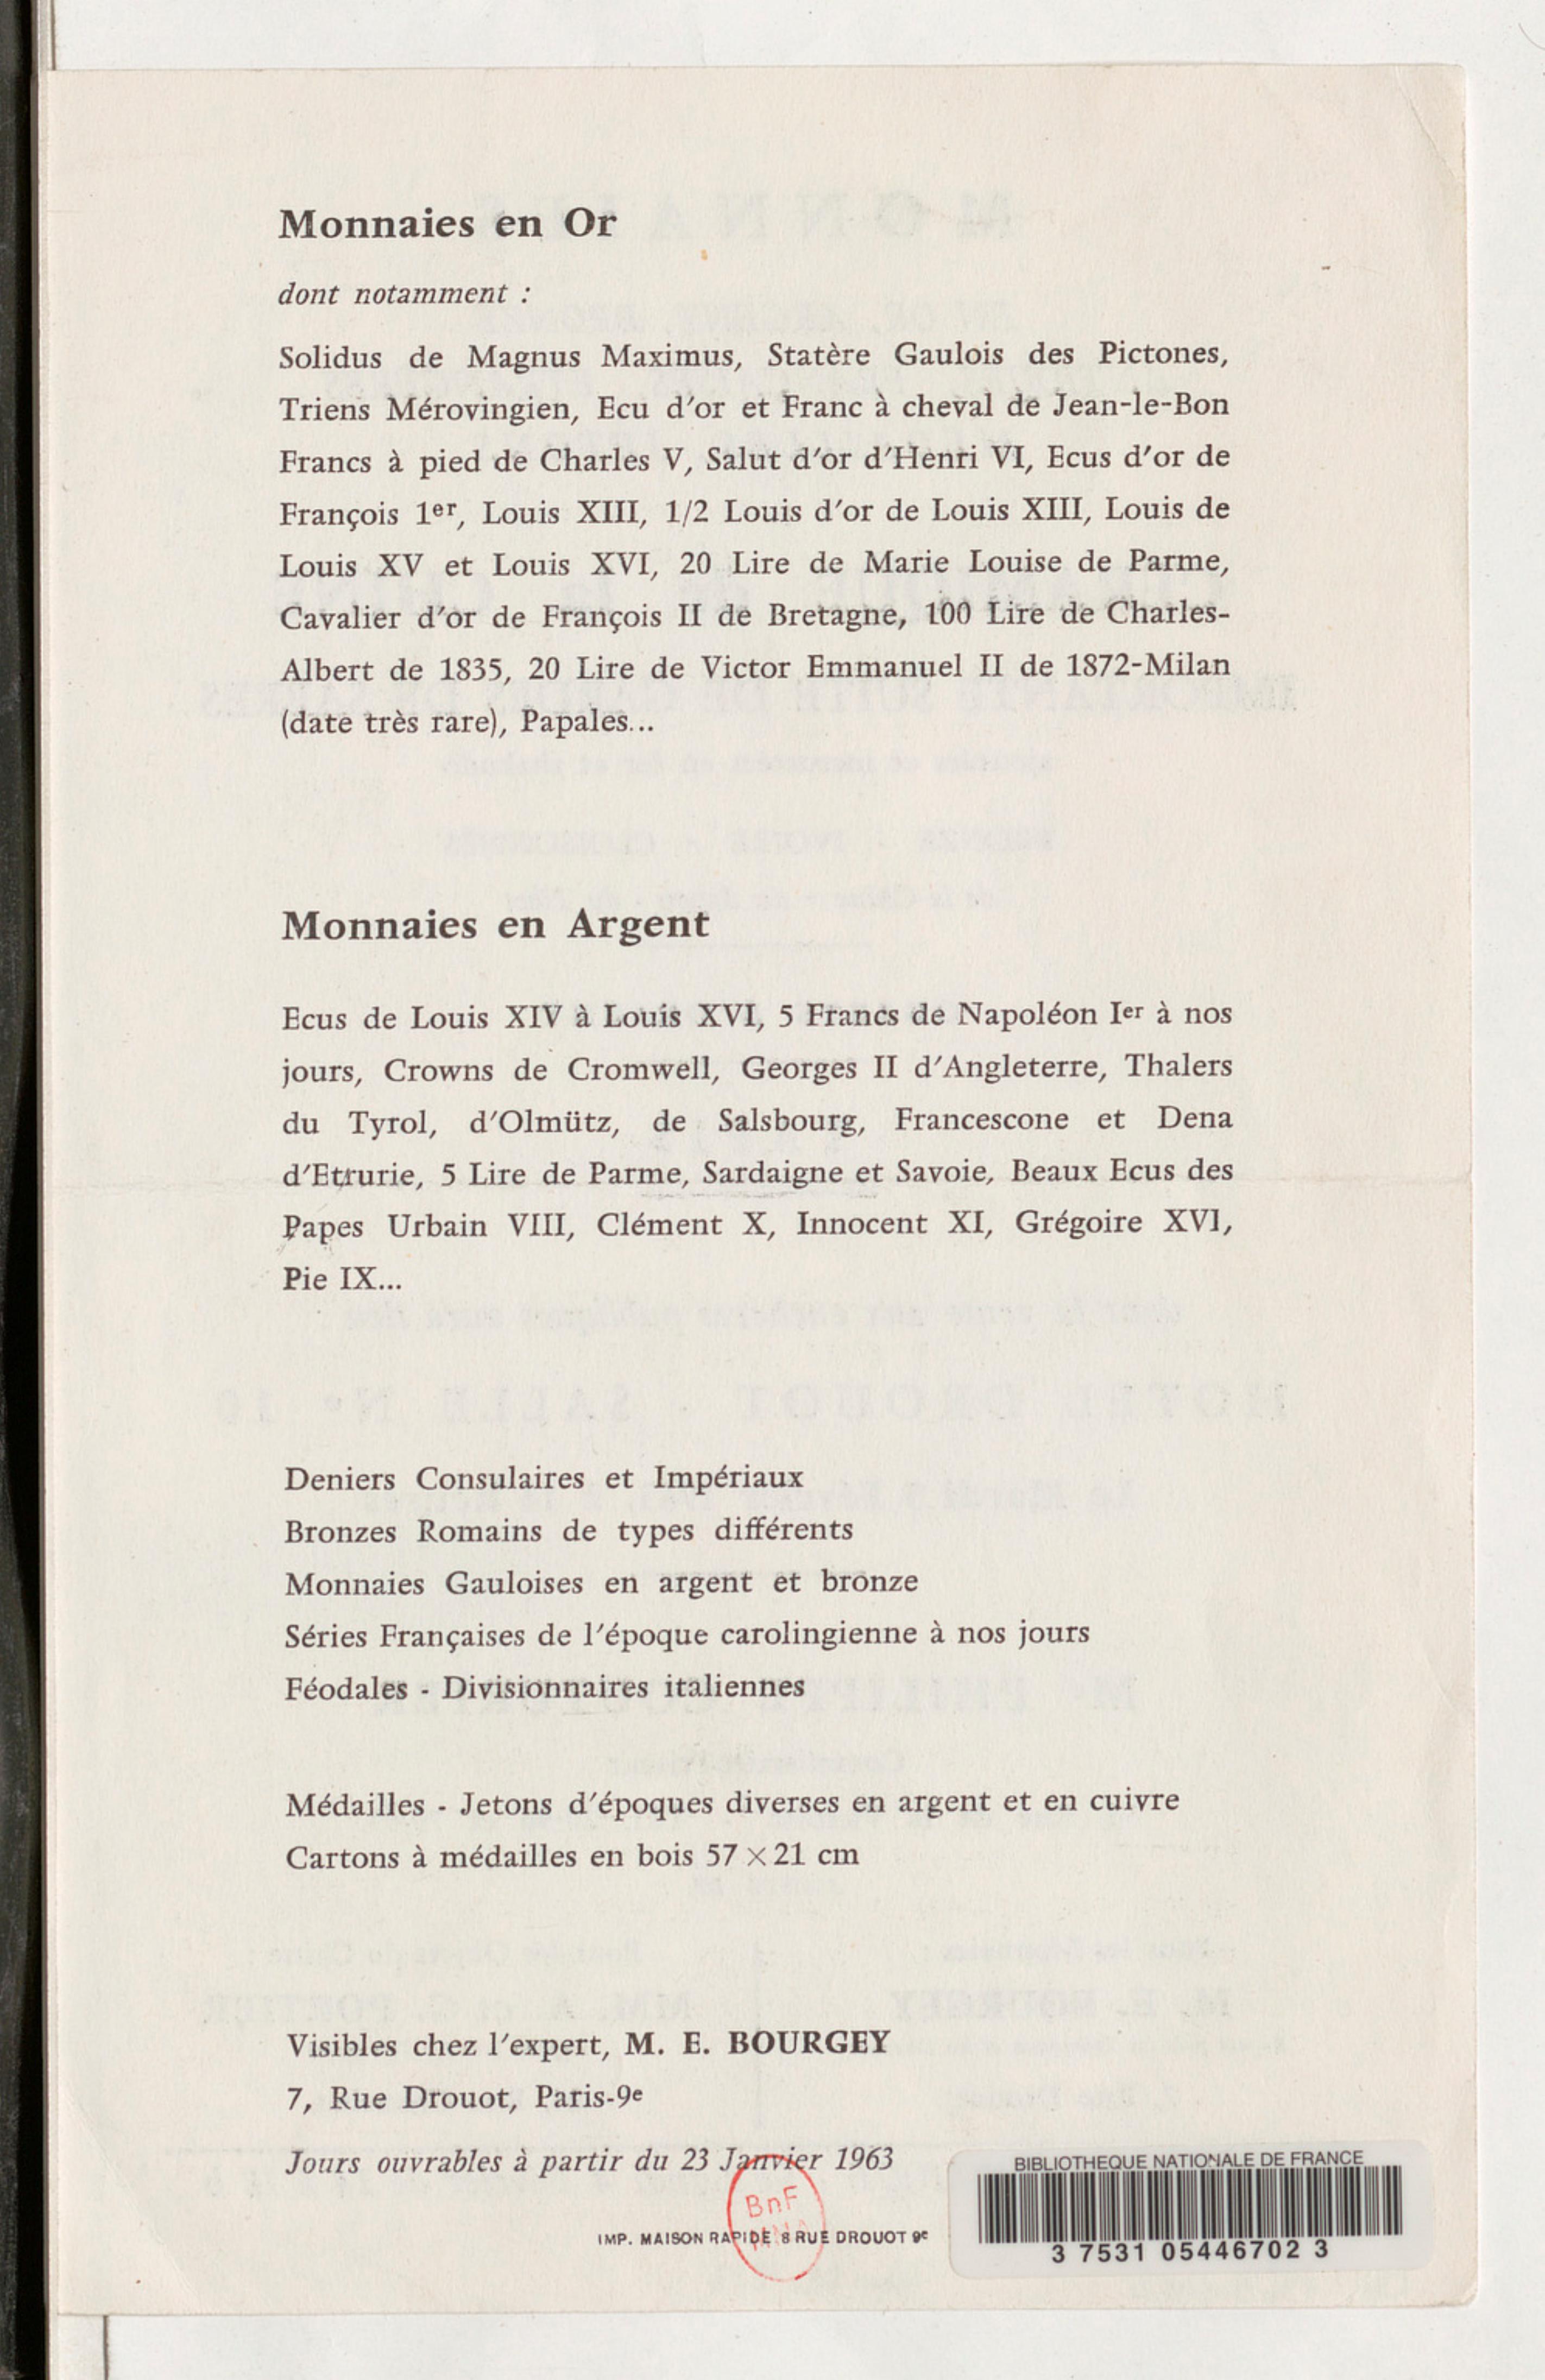 Monnaies en Or
dont notamment :
Solidus de Magnus Maximus, Statère Gaulois des Pictones,
Triens Mérovingien, Ecu d'or et Franc à cheval de Jean-le-Bon
Francs à pied de Charles V, Salut d'or d'Henri VI, Ecus d'or de
François 1er, Louis XIII, 1/2 Louis d'or de Louis XIII, Louis de
Louis XV et Louis XVI, 20 Lire de Marie Louise de Parme,
Cavalier d'or de François II de Bretagne, 100 Lire de Charles-
Albert de 1835, 20 Lire de Victor Emmanuel II de 1872-Milan
(date très rare), Papales...
Monnaies en Argent
Ecus de Louis XIV à Louis XVI, 5 Francs de Napoléon Ier à nos
jours, Crowns de Cromwell, Georges II d'Angleterre, Thalers
du Tyrol, d'Olmütz, de Salsbourg, Francescone et Dena
d'Etrurie, 5 Lire de Parme, Sardaigne et Savoie, Beaux Ecus des
Papes Urbain VIII, Clément X, Innocent XI, Grégoire XVI,
Pie IX...
Deniers Consulaires et Impériaux
Bronzes Romains de types différents
Monnaies Gauloises en argent et bronze
Séries Françaises de l'époque carolingienne à nos jours
Féodales - Divisionnaires italiennes
Médailles - Jetons d'époques diverses en argent et en cuivre
Cartons à médailles en bois 57 × 21 cm
Visibles chez l'expert, M. E. BOURGEY
7, Rue Drouot, Paris-9e
Jours ouvrables à partir du 23 Janvier 1963
BnF
IMP. MAISON RAPIDE 8 RUE DROUOT 9e
BIBLIOTHEQUE NATIONALE DE FRANCE
3 7531 05446702 3